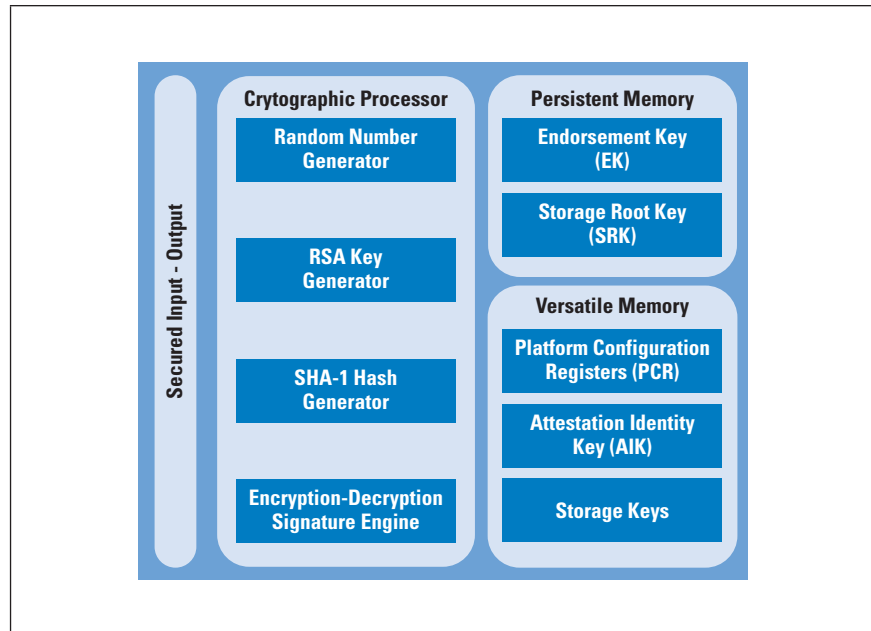 Secured Input - Output
Crytographic Processor
Random Number
Generator
RSA Key
Generator
SHA-1 Hash
Generator
Encryption-Decryption
Signature Engine
Persistent Memory
Endorsement Key
(EK)
Storage Root Key
(SRK)
Versatile Memory
Platform Configuration
Registers (PCR)
Attestation Identity
Key (AIK)
Storage Keys